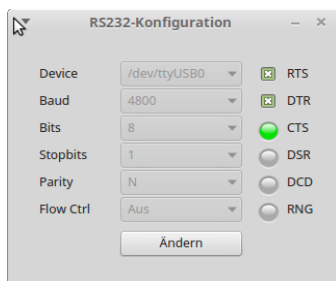 RS232-Konfiguration
Device /dev/ttyUSB0 RTS
Baud 4800 DTR
Bits 8 CTS
Stopbits 1 DSR
Parity N DCD
Flow Ctrl Aus RNG
Ändern